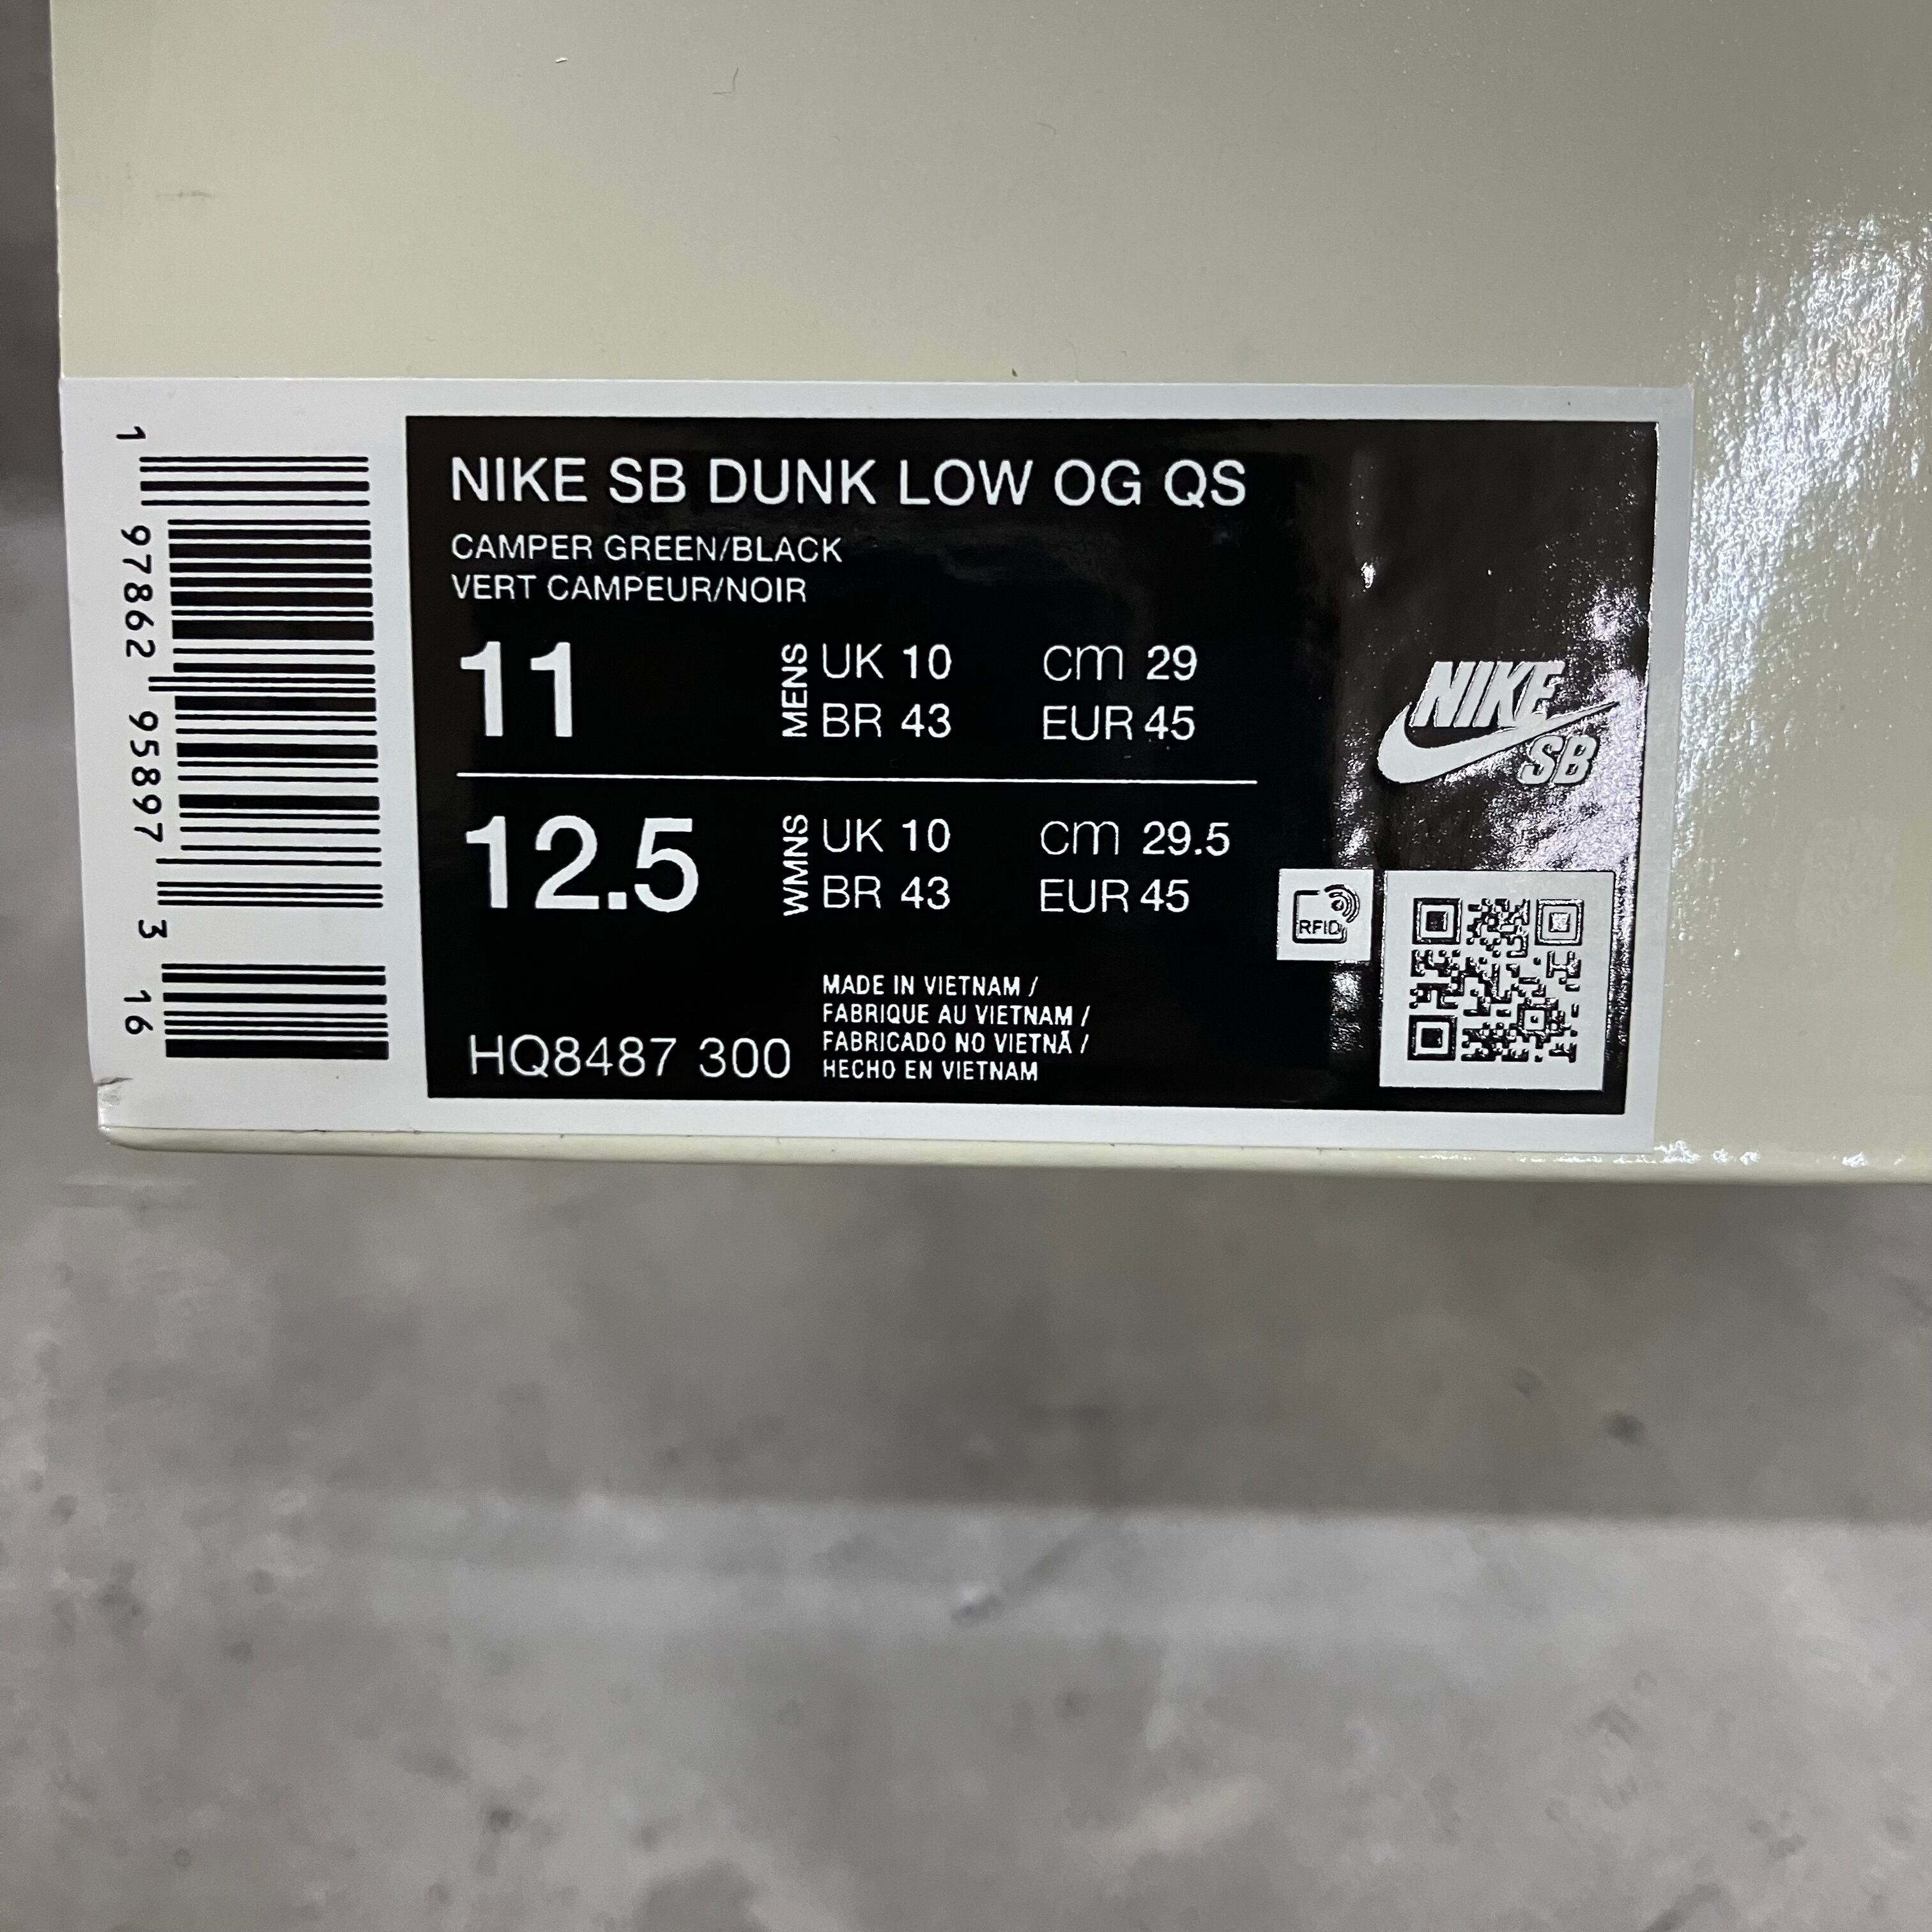 NIKE SB DUNK LOW OG QS
CAMPER GREEN/BLACK
VERT CAMPEUR/NOIR
11 MENS UK 10 cm 29
BR 43 EUR 45
12.5 WMNS UK 10 cm 29.5
BR 43 EUR 45
HQ8487 300
MADE IN VIETNAM /
FABRIQUE AU VIETNAM /
FABRICADO NO VIETNÃ /
HECHO EN VIETNAM
NIKE
SB
RFID
1 97862 95897 3 16